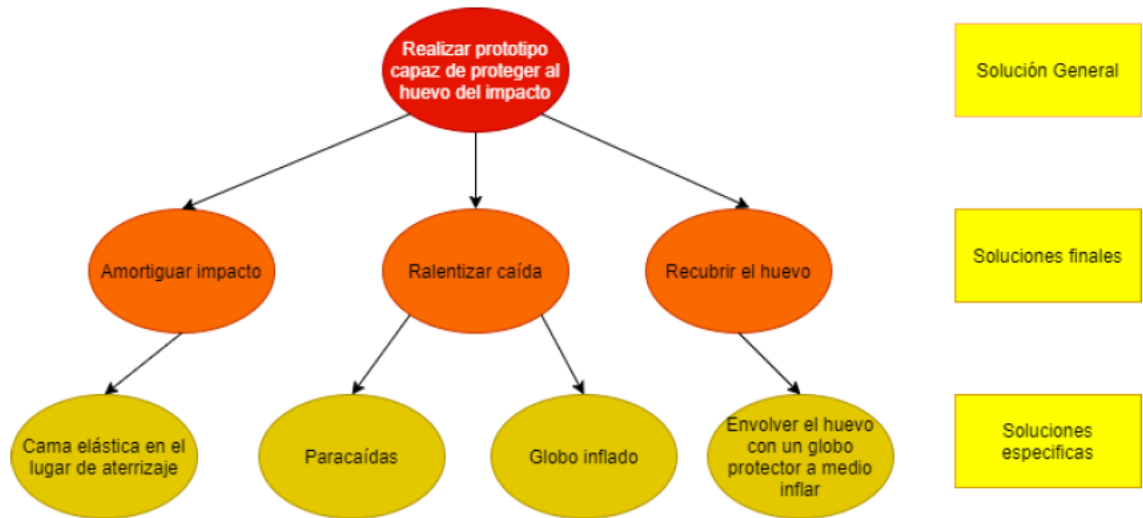 Realizar prototipo
capaz de proteger al
huevo del impacto
Solución General
Amortiguar impacto
Ralentizar caída
Recubrir el huevo
Soluciones finales
Cama elástica en el
lugar de aterrizaje
Paracaídas
Globo inflado
Envolver el huevo
con un globo
protector a medio
inflar
Soluciones
especificas